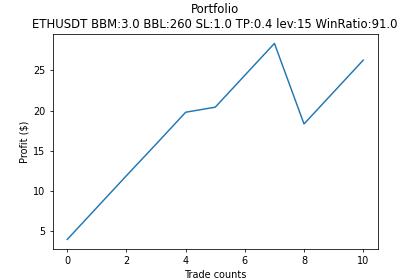 Portfolio
ETHUSDT BBM:3.0 BBL:260 SL:1.0 TP:0.4 lev:15 WinRatio:91.0
25
20
15
10
5
Profit ($)
0 2 4 6 8 10
Trade counts